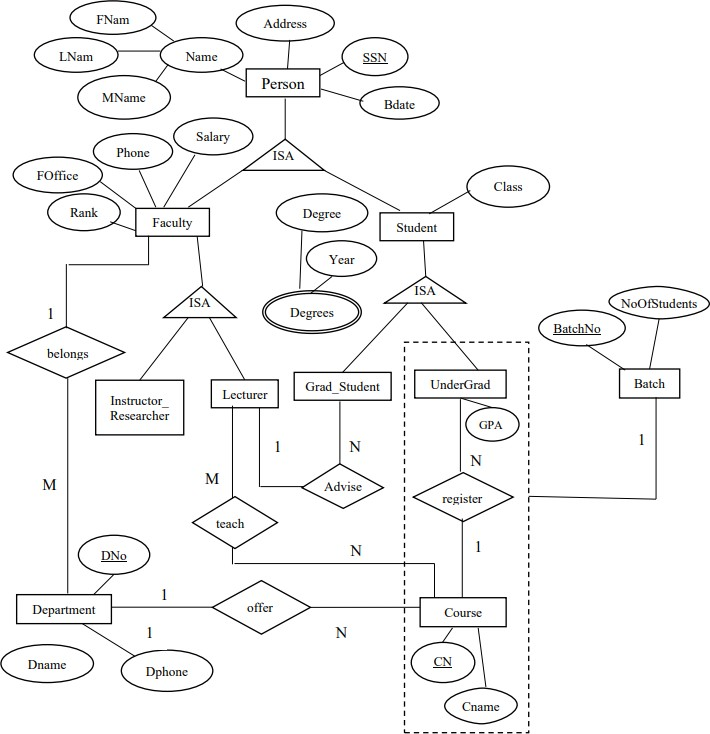 FNam
Address
LNam
Name
SSN
Person
MName
Bdate
Salary
Phone
ISA
FOffice
Class
Rank
Faculty
Degree
Student
Year
ISA
ISA
Degrees
NoOfStudents
1
BatchNo
belongs
Instructor_
Researcher
Lecturer
Grad_Student
UnderGrad
Batch
GPA
1
N
1
N
M
M
Advise
register
teach
N
1
DNo
1
Department
offer
Course
1
N
Dname
Dphone
CN
Cname